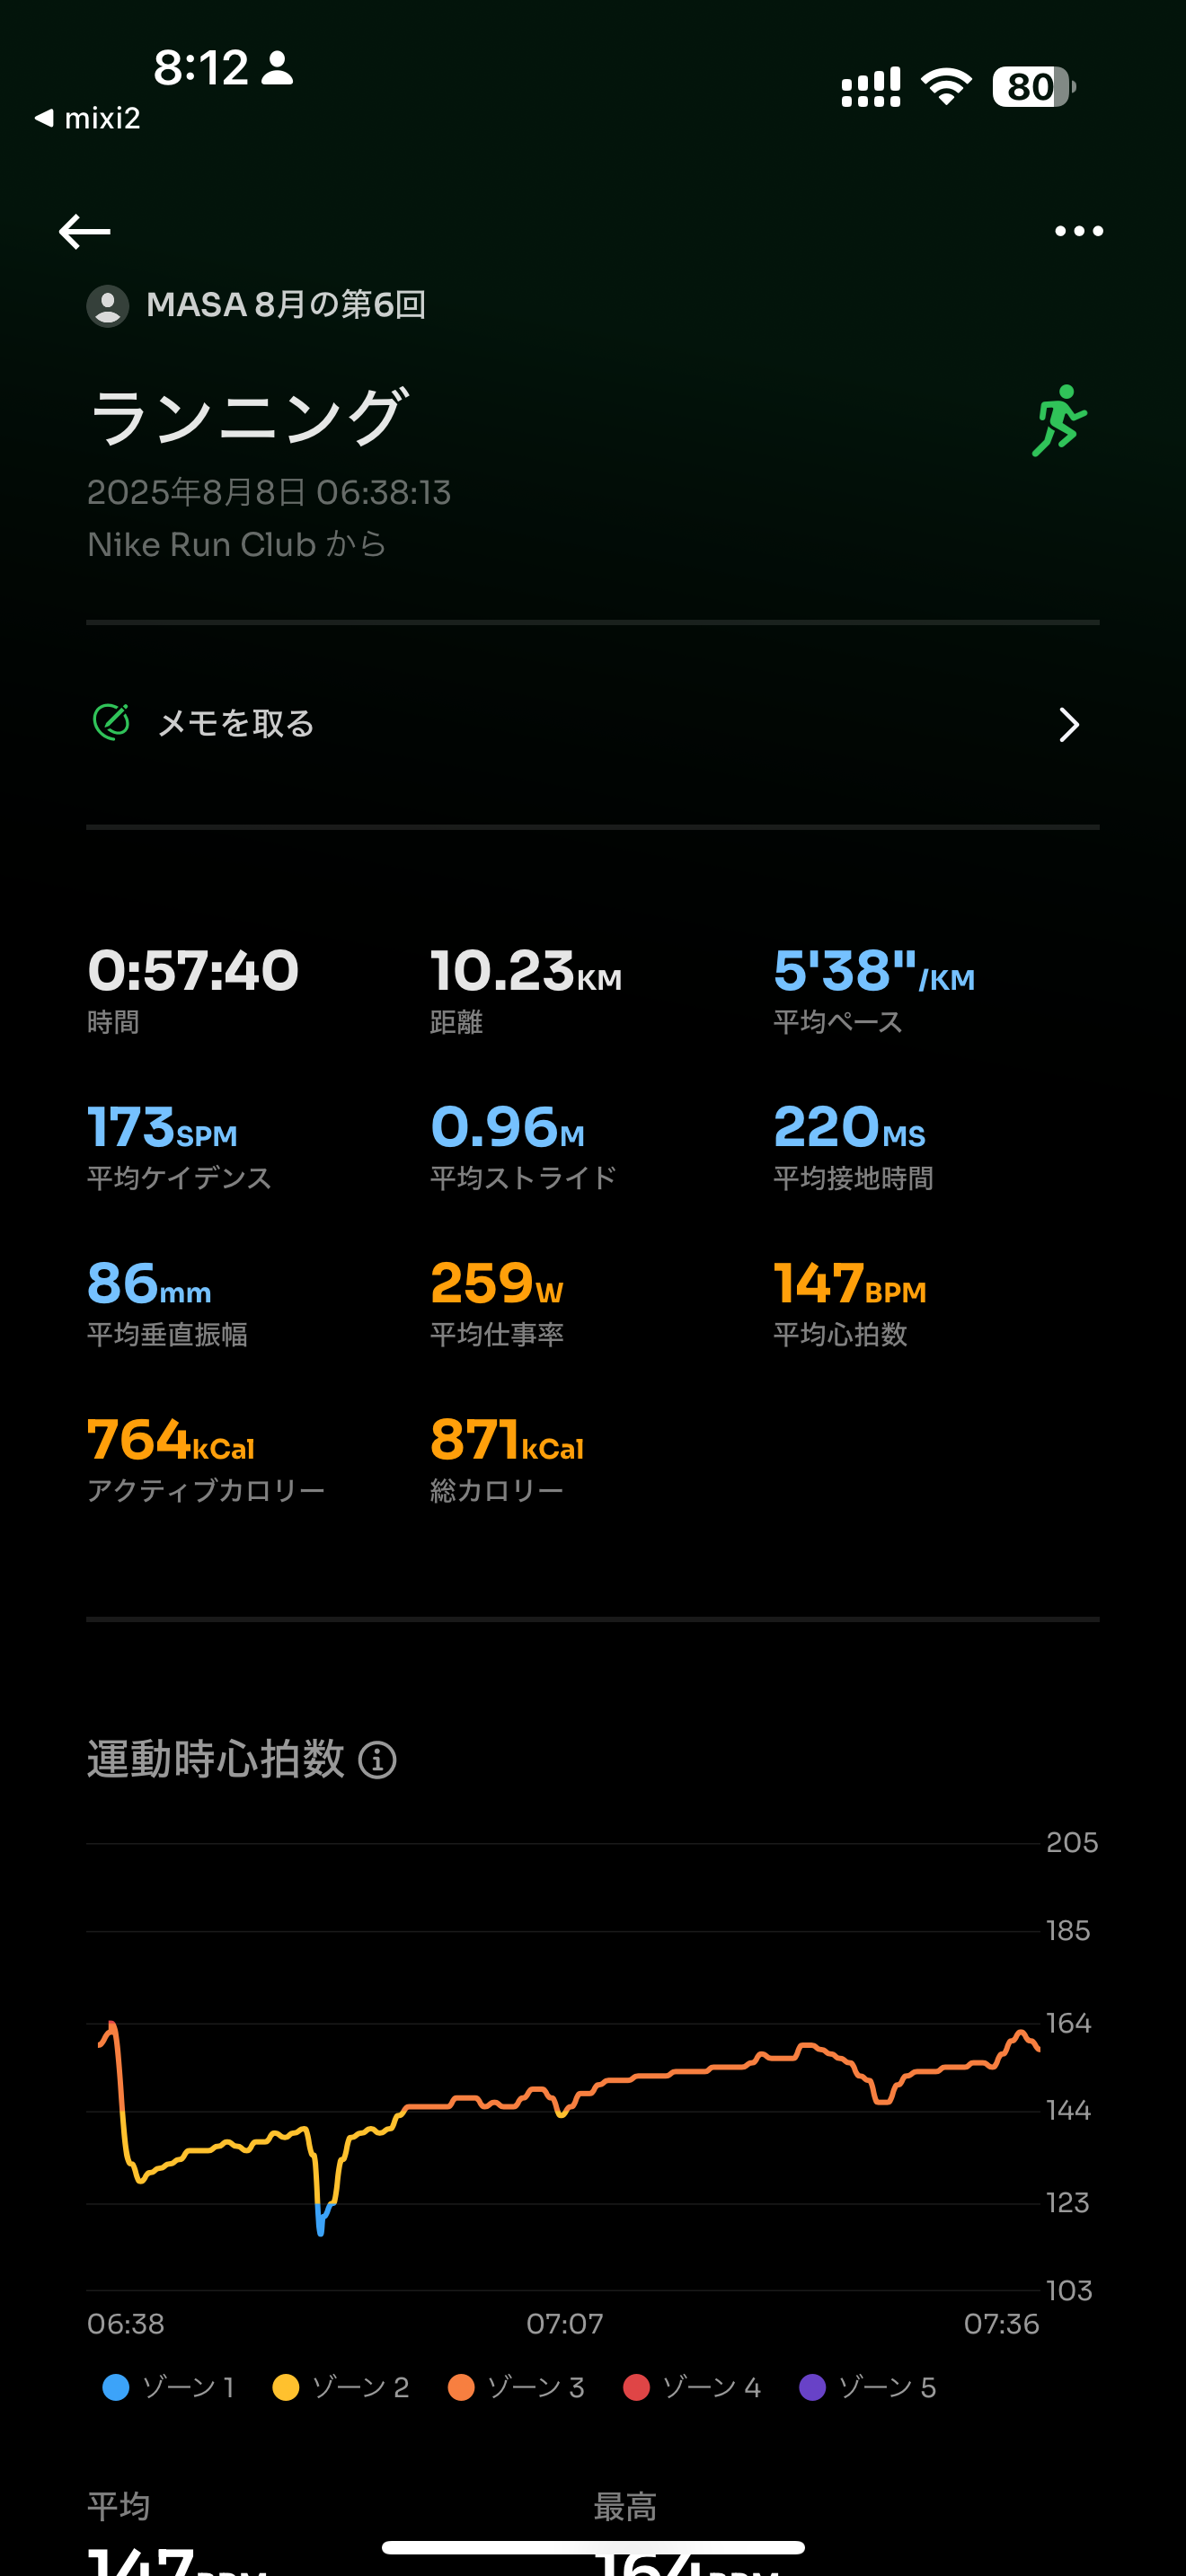 8:12
80
◀ mixi2
MASA 8月の第6回
ランニング
2025年8月8日 06:38:13
Nike Run Club から
メモを取る
0:57:40 10.23KM 5'38"/KM
時間 距離 平均ペース
173SPM 0.96M 220MS
平均ケイデンス 平均ストライド 平均接地時間
86mm 259W 147BPM
平均垂直振幅 平均仕事率 平均心拍数
764kCal 871kCal
アクティブカロリー 総カロリー
運動時心拍数
205
185
164
144
123
103
06:38 07:07 07:36
ゾーン 1 ゾーン 2 ゾーン 3 ゾーン 4 ゾーン 5
平均 最高
147BPM 164BPM